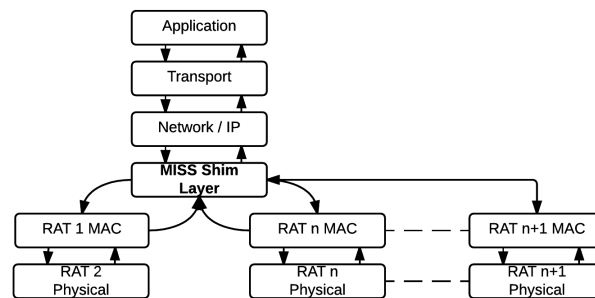 Application
Transport
Network / IP
MISS Shim
Layer
RAT 1 MAC
RAT n MAC
RAT n+1 MAC
RAT 2
Physical
RAT n
Physical
RAT n+1
Physical